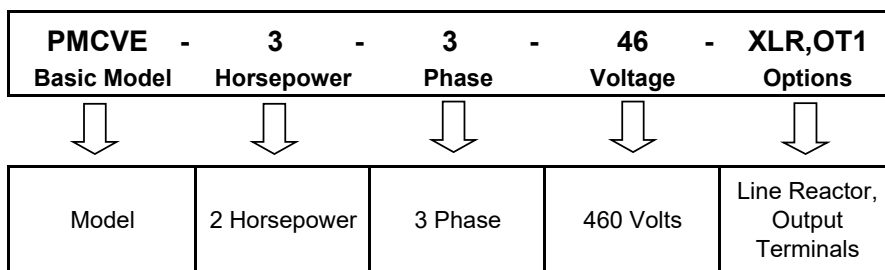 PMCVE - 3 - 3 - 46 - XLR,OT1
Basic Model Horsepower Phase Voltage Options
Model 2 Horsepower 3 Phase 460 Volts Line Reactor,
Output
Terminals